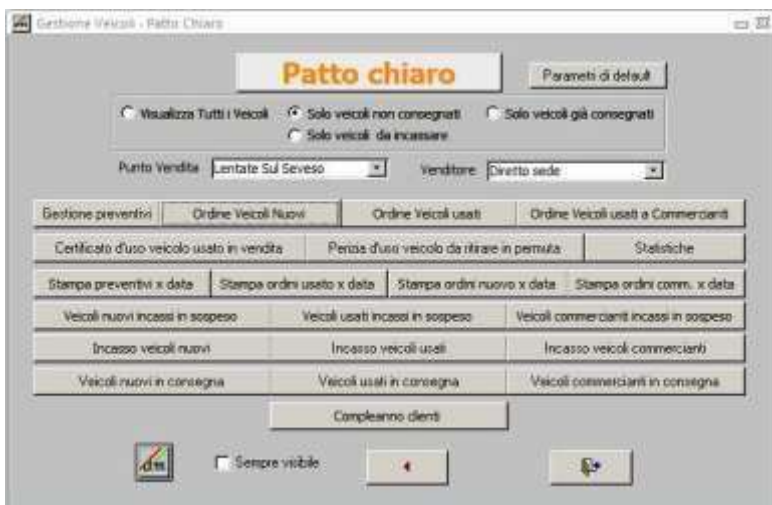 Gestione Veicoli - Patto Chiaro
Patto chiaro
Parametri di default
Visualizza Tutti i Veicoli Solo veicoli non consegnati Solo veicoli già consegnati
Solo veicoli da incassare
Punto Vendita Lentate Sul Seveso Venditore Diretto sede
Gestione preventivi Ordine Veicoli Nuovi Ordine Veicoli usati Ordine Veicoli usati a Commercianti
Certificato d'uso veicolo usato in vendita Perizia d'uso veicolo da ritirare in permuta Statistiche
Stampa preventivi x data Stampa ordini usato x data Stampa ordini nuovo x data Stampa ordini comm. x data
Veicoli nuovi incassi in sospeso Veicoli usati incassi in sospeso Veicoli commercianti incassi in sospeso
Incasso veicoli nuovi Incasso veicoli usati Incasso veicoli commercianti
Veicoli nuovi in consegna Veicoli usati in consegna Veicoli commercianti in consegna
Compleanno clienti
dm Sempre visibile